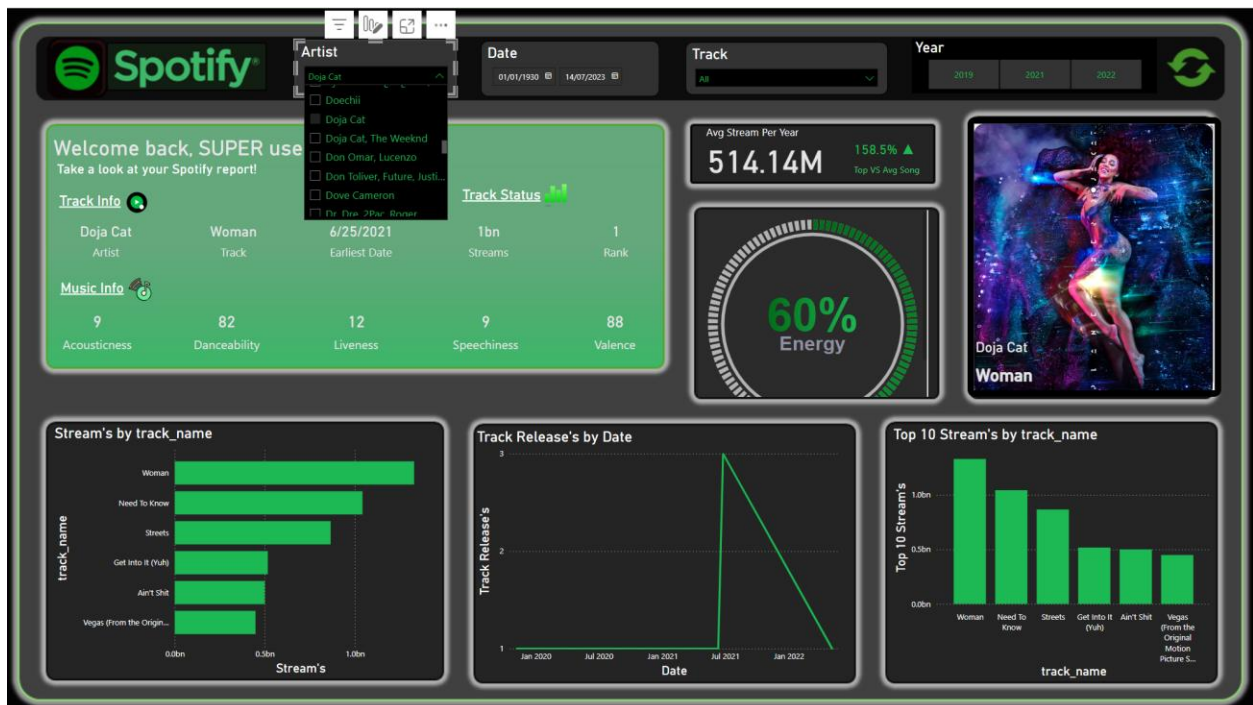 Spotify
Artist
Doja Cat
Doechii
Doja Cat
Doja Cat, The Weeknd
Don Omar, Lucenzo
Don Toliver, Future, Justi...
Dove Cameron
Dr. Dre, 2Pac, Roger
Date
01/01/1930 14/07/2023
Track
All
Year
2019 2021 2022
Welcome back, SUPER use
Take a look at your Spotify report!
Track Info
Track Status
Doja Cat Woman 6/25/2021 1bn 1
Artist Track Earliest Date Streams Rank
Music Info
9 82 12 9 88
Acousticness Danceability Liveness Speechiness Valence
Avg Stream Per Year
514.14M
158.5% ▲
Top VS Avg Song
60%
Energy
Doja Cat
Woman
Stream's by track_name
track_name
Woman
Need To Know
Streets
Get Into It (Yuh)
Ain't Shit
Vegas (From the Origin...
0.0bn 0.5bn 1.0bn
Stream's
Track Release's by Date
Track Release's
3
2
1
Jan 2020 Jul 2020 Jan 2021 Jul 2021 Jan 2022
Date
Top 10 Stream's by track_name
Top 10 Stream's
1.0bn
0.5bn
0.0bn
Woman
Need To
Know
Streets
Get Into It
(Yuh)
Ain't Shit
Vegas
(From the
Original
Motion
Picture S...
track_name